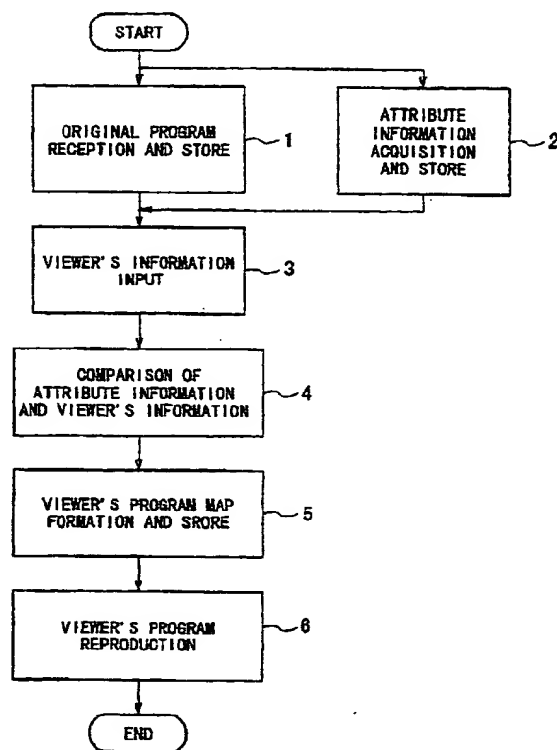 START
ORIGINAL PROGRAM
RECEPTION AND STORE
1
ATTRIBUTE
INFORMATION
ACQUISITION
AND STORE
2
VIEWER'S INFORMATION
INPUT
3
COMPARISON OF
ATTRIBUTE INFORMATION
AND VIEWER'S INFORMATION
4
VIEWER'S PROGRAM MAP
FORMATION AND SRORE
5
VIEWER'S PROGRAM
REPRODUCTION
6
END